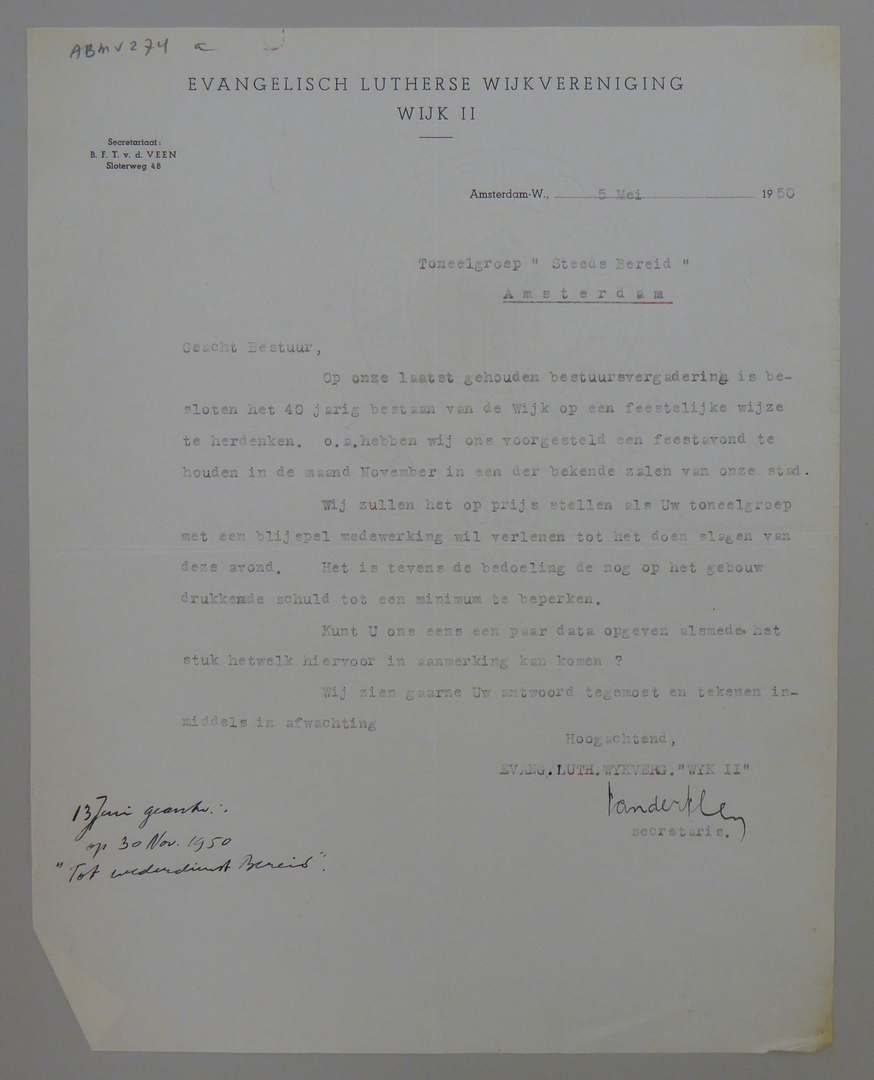 ABMV 274 a
EVANGELISCH LUTHERSE WIJKVERENIGING
WIJK II
Secretariaat:
B. F. T. v. d. VEEN
Sloterweg 48
Amsterdam-W., 5 Mei 1950
Toneelgroep " Steeds Bereid "
Amsterdam
Geacht Bestuur,
Op onze laatst gehouden bestuursvergadering is be-
sloten het 40 jarig bestaan van de Wijk op een feestelijke wijze
te herdenken. o.a.hebben wij ons voorgesteld een feestavond te
houden in de maand November in een der bekende zalen van onze stad.
Wij zullen het op prijs stellen als Uw toneelgroep
met een blijspel medewerking wil verlenen tot het doen slagen van
deze avond. Het is tevens de bedoeling de nog op het gebouw
drukkende schuld tot een minimum te beperken.
Kunt U ons eens een paar data opgeven alsmede het
stuk hetwelk hiervoor in aanmerking kan komen ?
Wij zien gaarne Uw antwoord tegemoet en tekenen in-
middels in afwachting
Hoogachtend,
EVANG.LUTH.WYKVERG."WYK II"
secretaris.
13 Juni geantw.:
op 30 Nov. 1950
"Tot wederdienst Bereid".